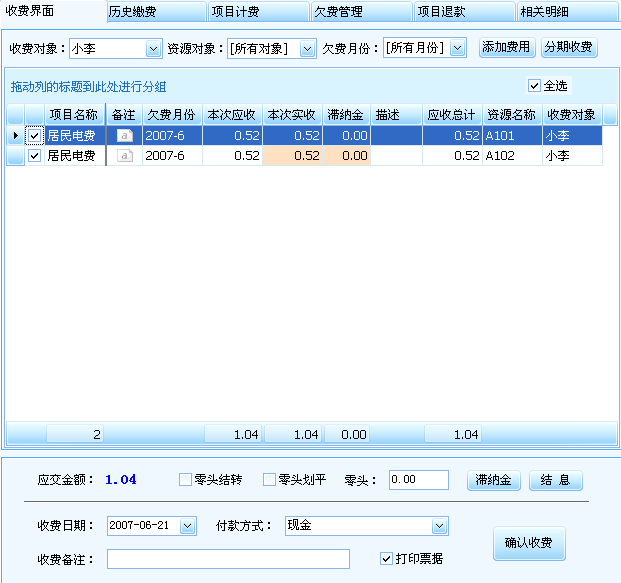 收费界面 历史缴费 项目计费 欠费管理 项目退款 相关明细
收费对象： 小李 资源对象： [所有对象] 欠费月份： [所有月份] 添加费用 分期收费
拖动列的标题到此处进行分组 全选
项目名称 备注 欠费月份 本次应收 本次实收 滞纳金 描述 应收总计 资源名称 收费对象
居民电费 a 2007-6 0.52 0.52 0.00 0.52 A101 小李
居民电费 a 2007-6 0.52 0.52 0.00 0.52 A102 小李
2 1.04 1.04 0.00 1.04
应交金额： 1.04 零头结转 零头划平 零头： 0.00 滞纳金 结 息
收费日期： 2007-06-21 付款方式： 现金
确认收费
收费备注： 打印票据